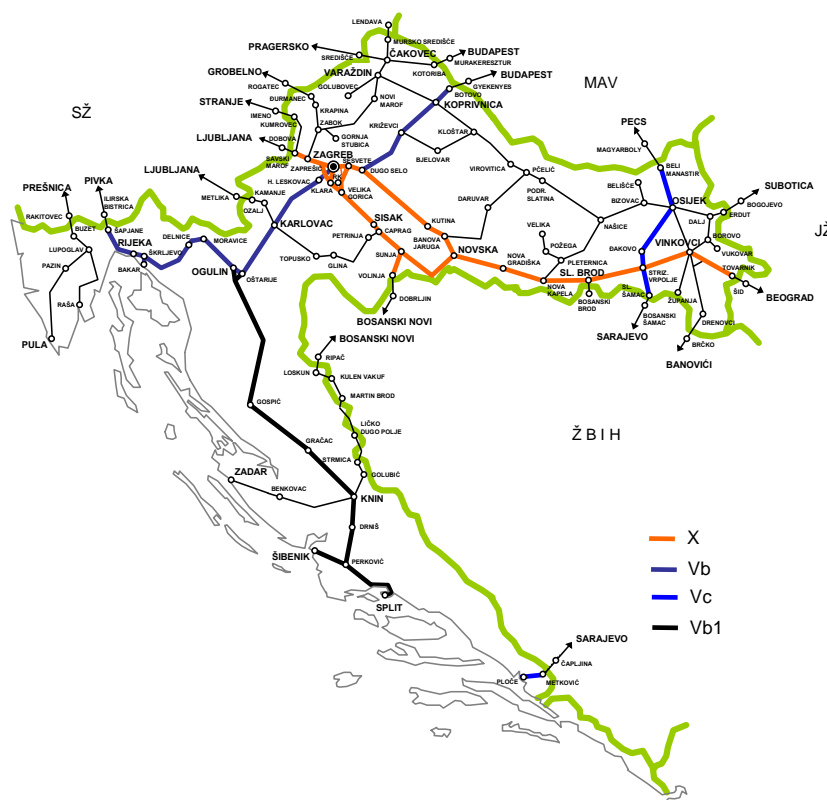 LENDAVA
MURSKO SREDIŠĆE
PRAGERSKO
SREDIŠĆE
ČAKOVEC
BUDAPEST
MURAKERESZTUR
KOTORIBA
GROBELNO
VARAŽDIN
BUDAPEST
GYEKENYES
MAV
ROGATEC
GOLUBOVEC
BOTOVO
ĐURMANEC
NOVI
MAROF
KOPRIVNICA
SŽ
STRANJE
KRAPINA
IMENO
ZABOK
KUMROVEC
KRIŽEVCI
KLOŠTAR
PECS
LJUBLJANA
DOBOVA
GORNJA
STUBICA
MAGYARBOLY
SAVSKI
MAROF
ZAGREB
SESVETE
BJELOVAR
ZAPREŠIĆ
DUGO SELO
VIROVITICA
PČELIĆ
BELI
MANASTIR
LJUBLJANA
H. LESKOVAC
RK
KLARA
VELIKA
GORICA
PODR.
SLATINA
BELIŠĆE
SUBOTICA
PREŠNICA
PIVKA
METLIKA
KAMANJE
OZALJ
BIZOVAC
OSIJEK
BOGOJEVO
ILIRSKA
BISTRICA
DARUVAR
ERDUT
RAKITOVEC
ŠAPJANE
KARLOVAC
SISAK
KUTINA
VELIKA
NAŠICE
DALJ
JŽ
BUZET
RIJEKA
MORAVICE
DELNICE
PETRINJA
CAPRAG
BANOVA
JARUGA
BOROVO
LUPOGLAV
ŠKRLJEVO
SUNJA
NOVSKA
POŽEGA
ĐAKOVO
VINKOVCI
VUKOVAR
PAZIN
BAKAR
OGULIN
OŠTARIJE
TOPUSKO
GLINA
VOLINJA
NOVA
GRADIŠKA
PLETERNICA
SL. BROD
STRIZ.
VRPOLJE
TOVARNIK
RAŠA
DOBRLJIN
NOVA
KAPELA
BOSANSKI
BROD
SL.
ŠAMAC
ŽUPANJA
ŠID
BEOGRAD
BOSANSKI NOVI
BOSANSKI
ŠAMAC
DRENOVCI
PULA
BOSANSKI NOVI
SARAJEVO
BRČKO
RIPAČ
BANOVIĆI
LOSKUN
KULEN VAKUF
MARTIN BROD
GOSPIĆ
LIČKO
DUGO POLJE
ŽBIH
GRAČAC
STRMICA
ZADAR
GOLUBIĆ
BENKOVAC
KNIN
DRNIŠ
X
ŠIBENIK
PERKOVIĆ
Vb
Vc
SPLIT
Vb1
SARAJEVO
ČAPLJINA
PLOČE
METKOVIĆ